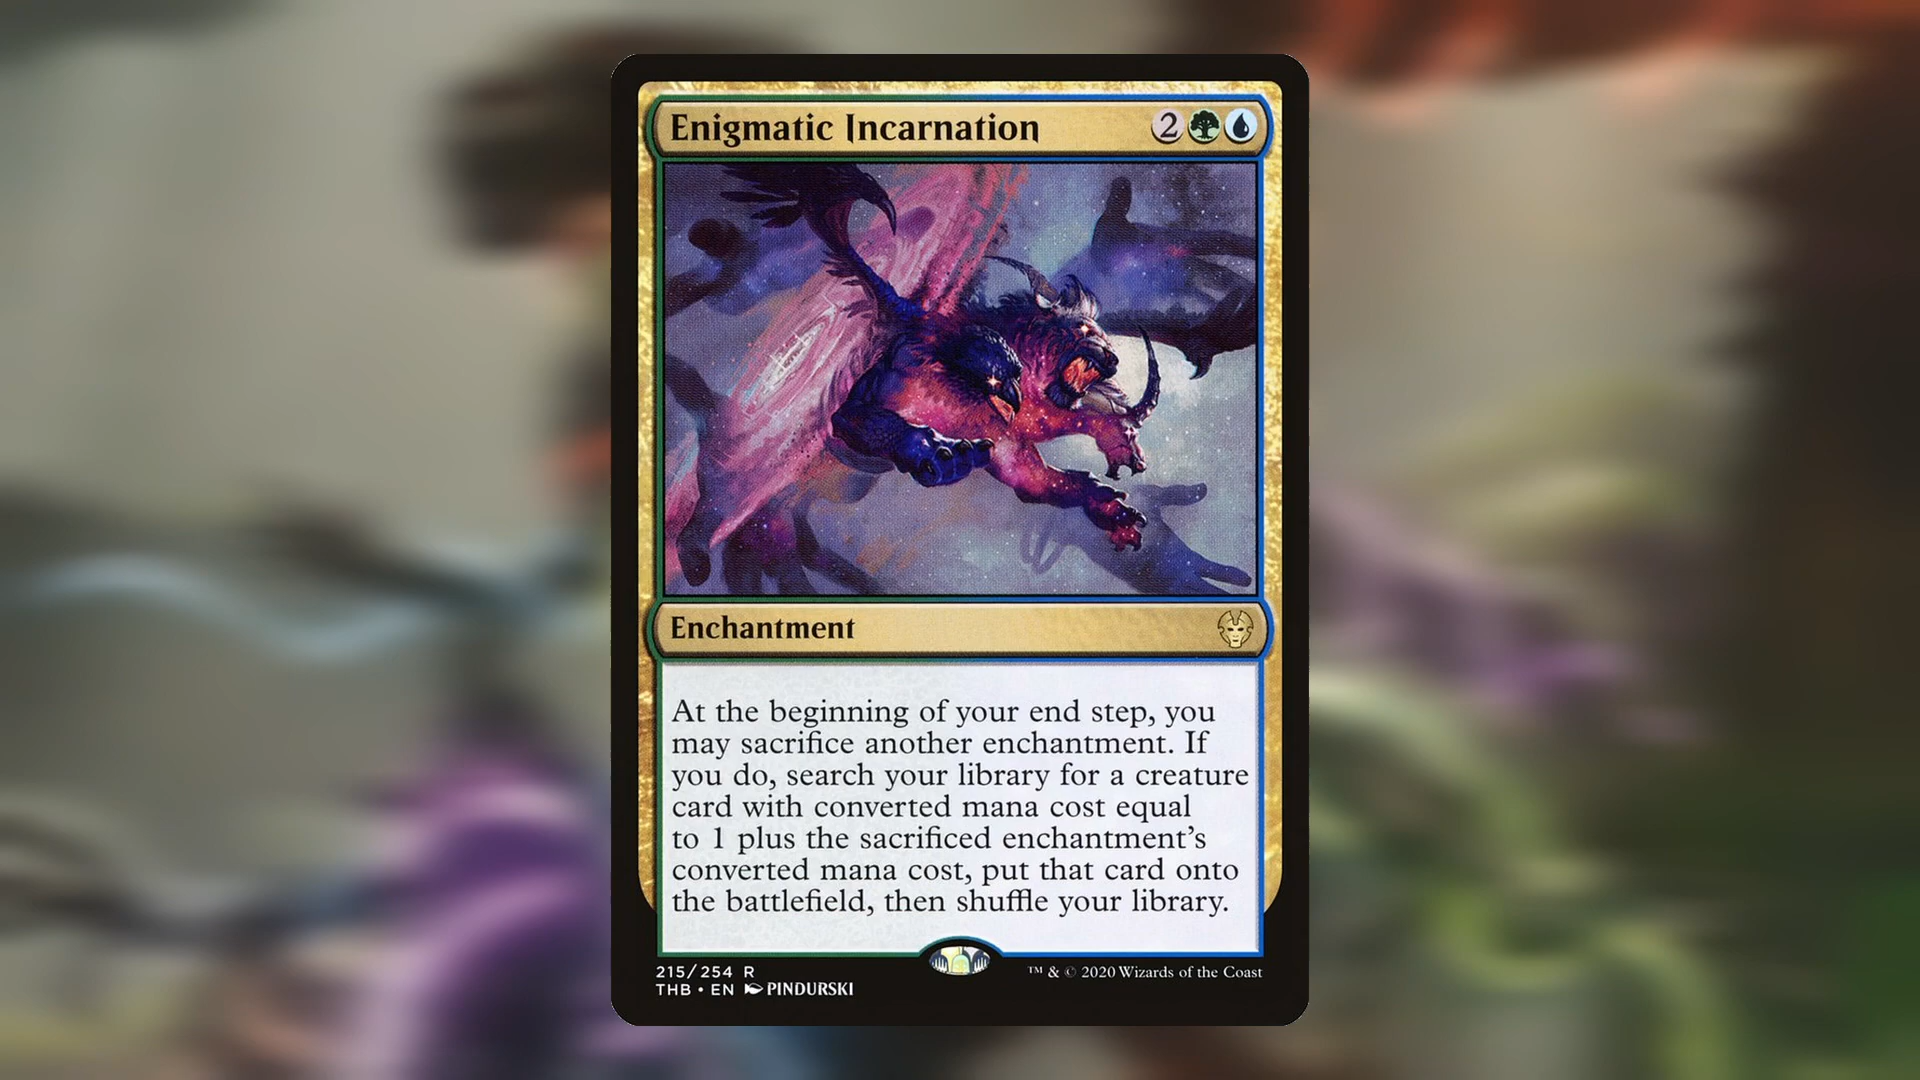 Enigmatic Incarnation 2
Enchantment
At the beginning of your end step, you
may sacrifice another enchantment. If
you do, search your library for a creature
card with converted mana cost equal
to 1 plus the sacrificed enchantment's
converted mana cost, put that card onto
the battlefield, then shuffle your library.
215/254 R
THB • EN PINDURSKI
™ & © 2020 Wizards of the Coast